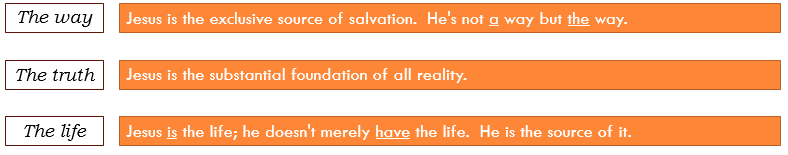 The way Jesus is the exclusive source of salvation. He's not a way but the way.
The truth Jesus is the substantial foundation of all reality.
The life Jesus is the life; he doesn't merely have the life. He is the source of it.